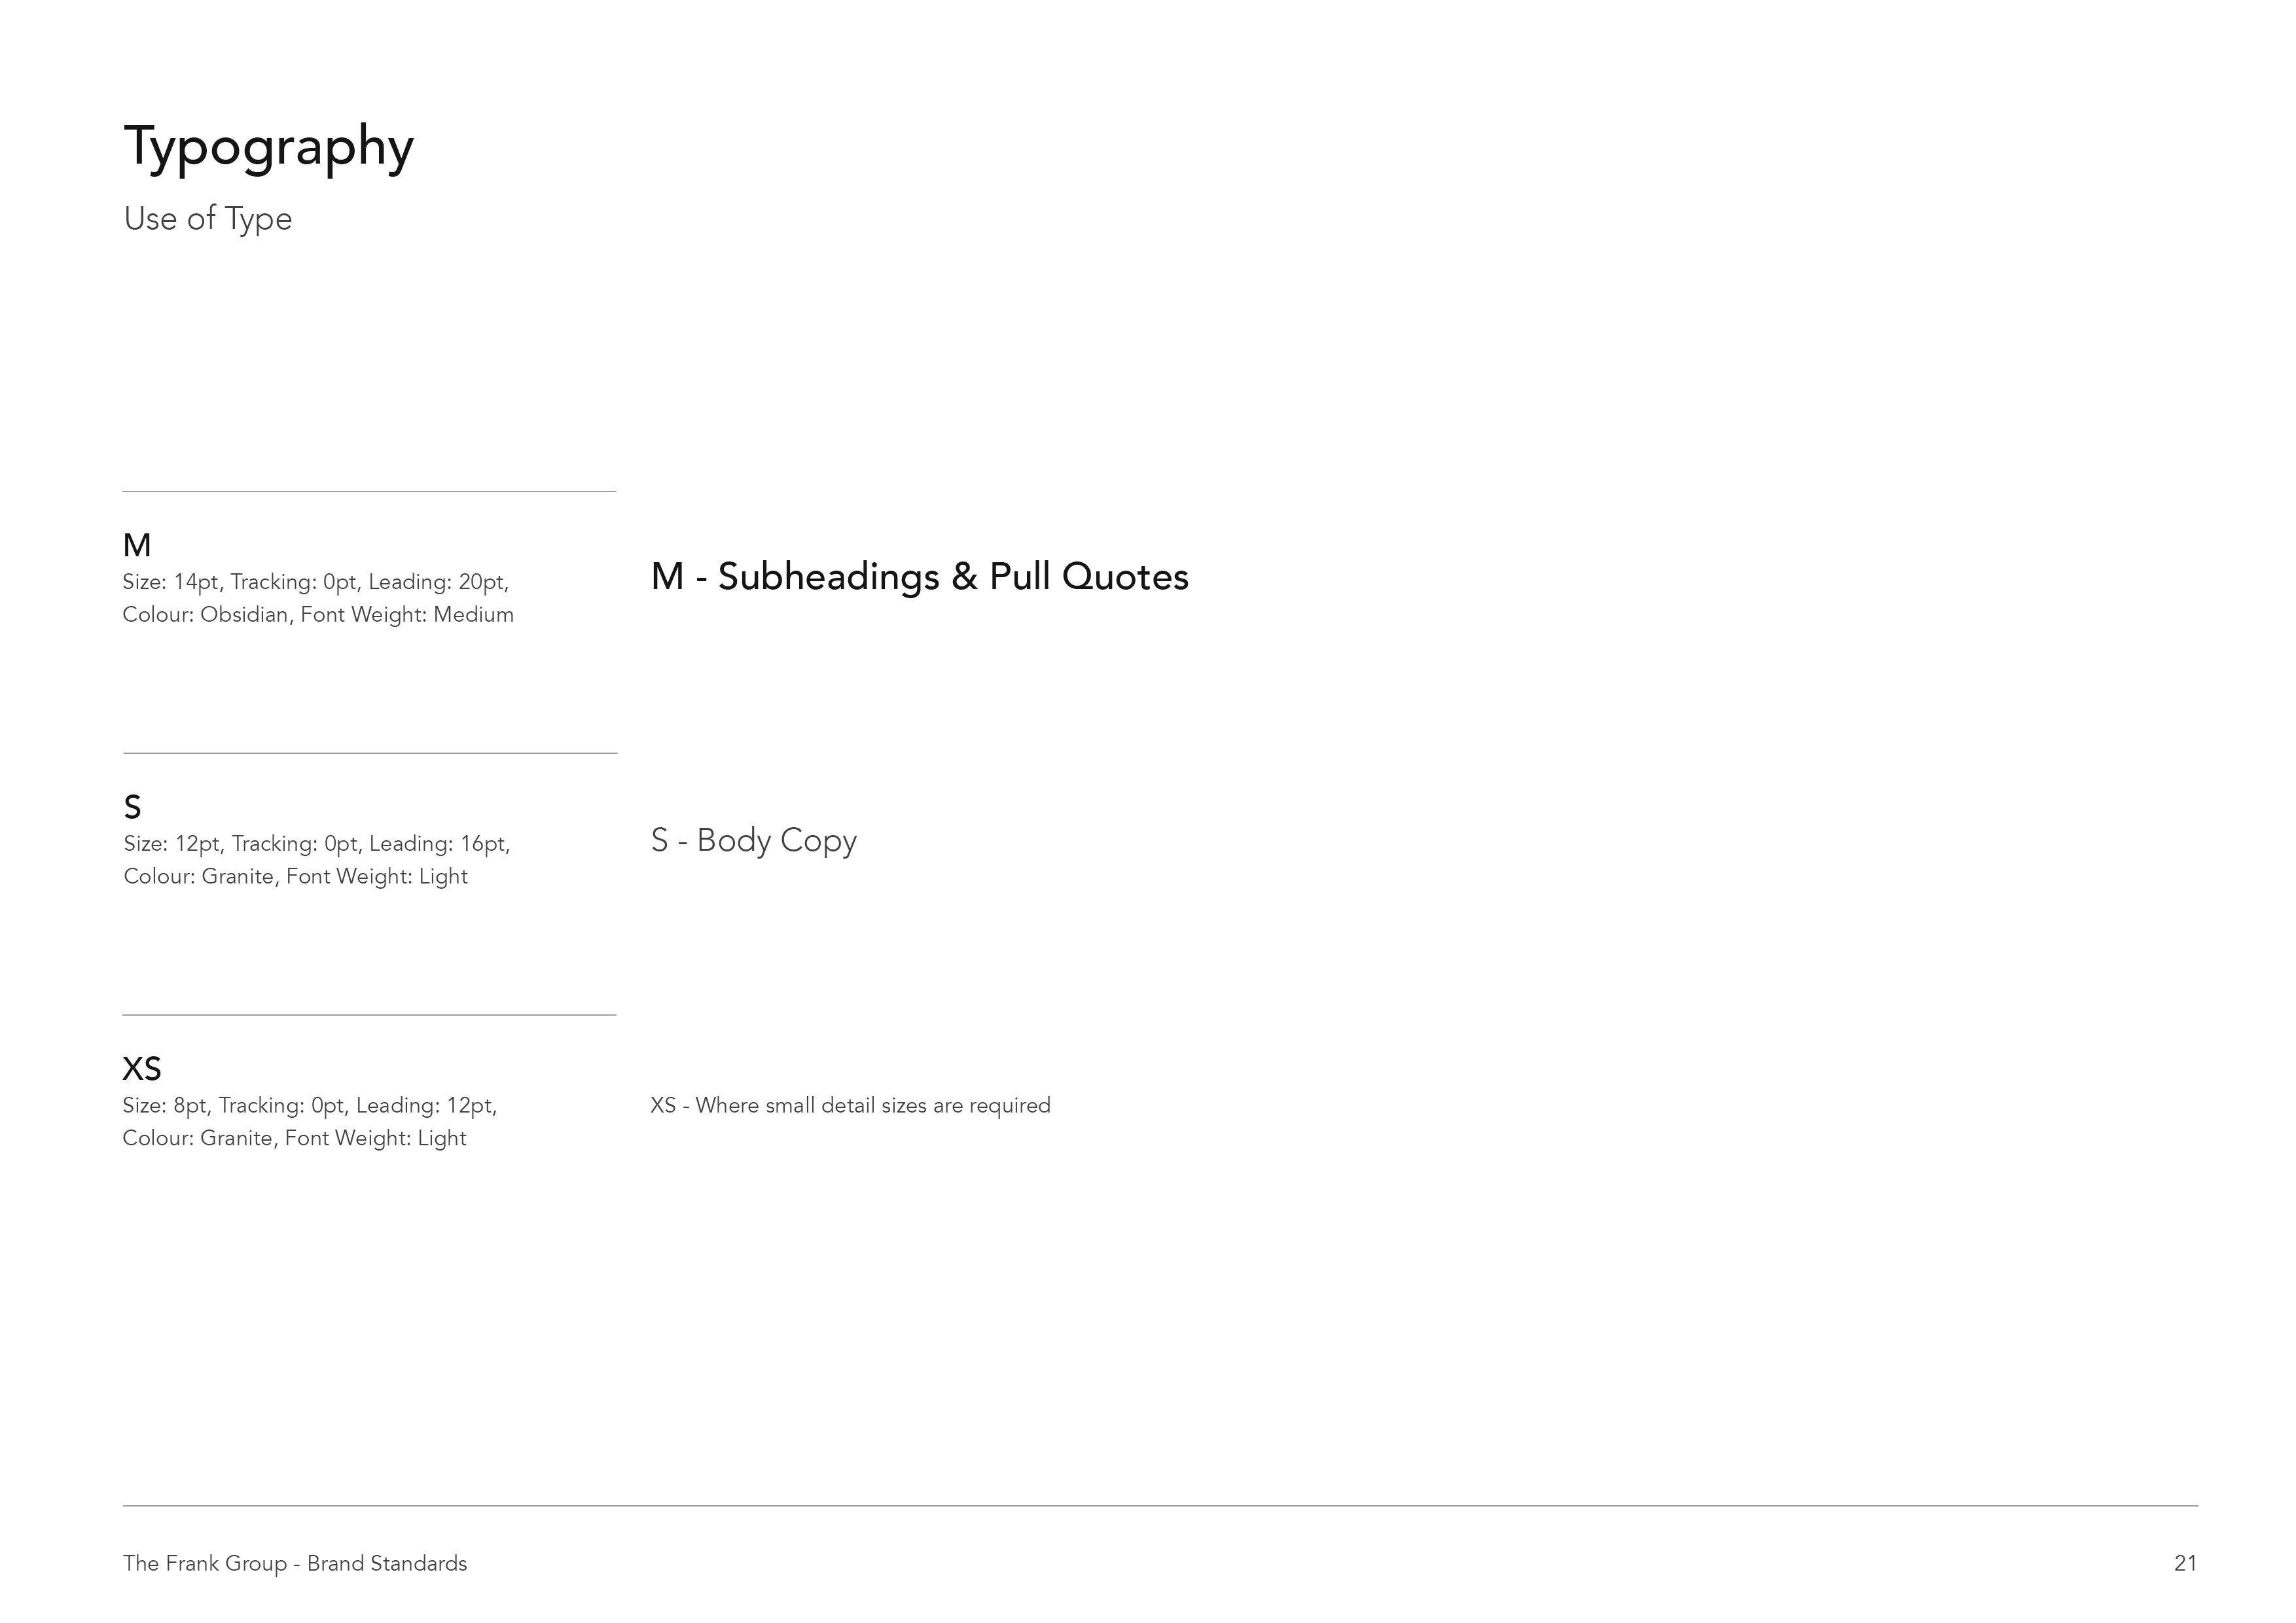 Typography
Use of Type
M
Size: 14pt, Tracking: 0pt, Leading: 20pt,
Colour: Obsidian, Font Weight: Medium
M - Subheadings & Pull Quotes
S
Size: 12pt, Tracking: 0pt, Leading: 16pt,
Colour: Granite, Font Weight: Light
S - Body Copy
XS
Size: 8pt, Tracking: 0pt, Leading: 12pt,
Colour: Granite, Font Weight: Light
XS - Where small detail sizes are required
The Frank Group - Brand Standards
21